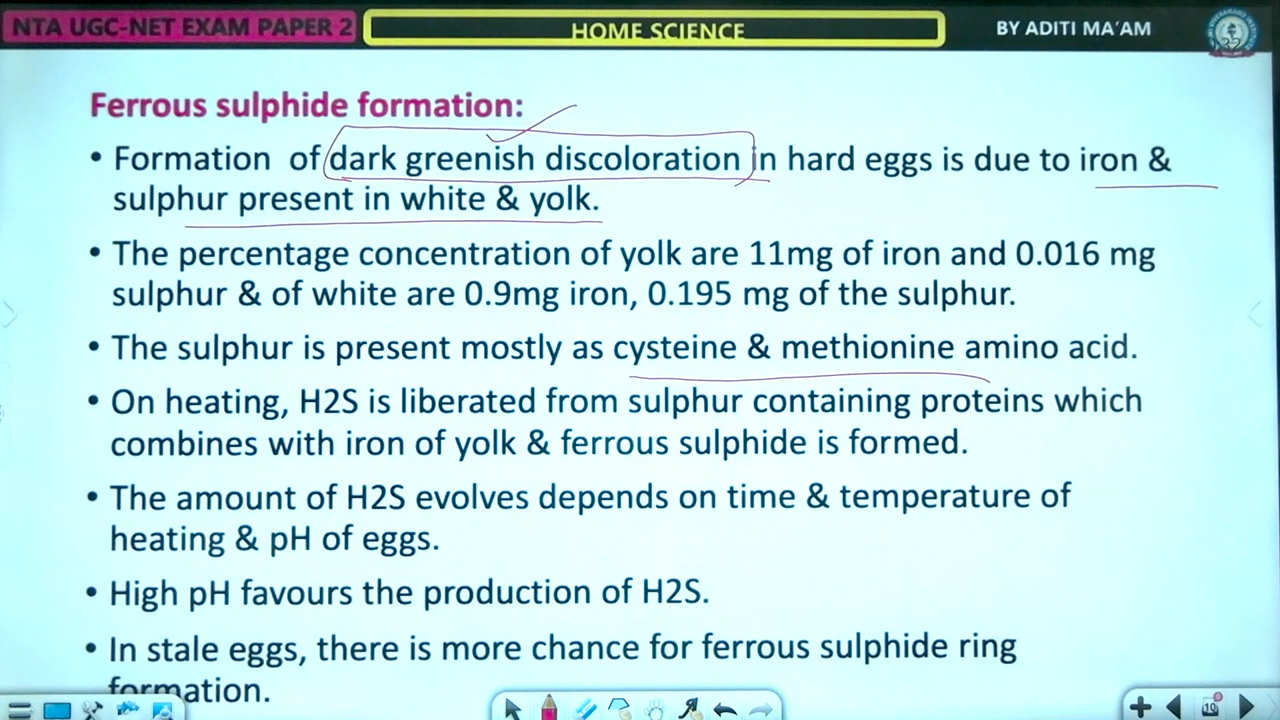 NTA UGC-NET EXAM PAPER 2
HOME SCIENCE
BY ADITI MA'AM
Ferrous sulphide formation:
• Formation of dark greenish discoloration in hard eggs is due to iron &
sulphur present in white & yolk.
• The percentage concentration of yolk are 11mg of iron and 0.016 mg
sulphur & of white are 0.9mg iron, 0.195 mg of the sulphur.
• The sulphur is present mostly as cysteine & methionine amino acid.
• On heating, H2S is liberated from sulphur containing proteins which
combines with iron of yolk & ferrous sulphide is formed.
• The amount of H2S evolves depends on time & temperature of
heating & pH of eggs.
• High pH favours the production of H2S.
• In stale eggs, there is more chance for ferrous sulphide ring
formation.
10